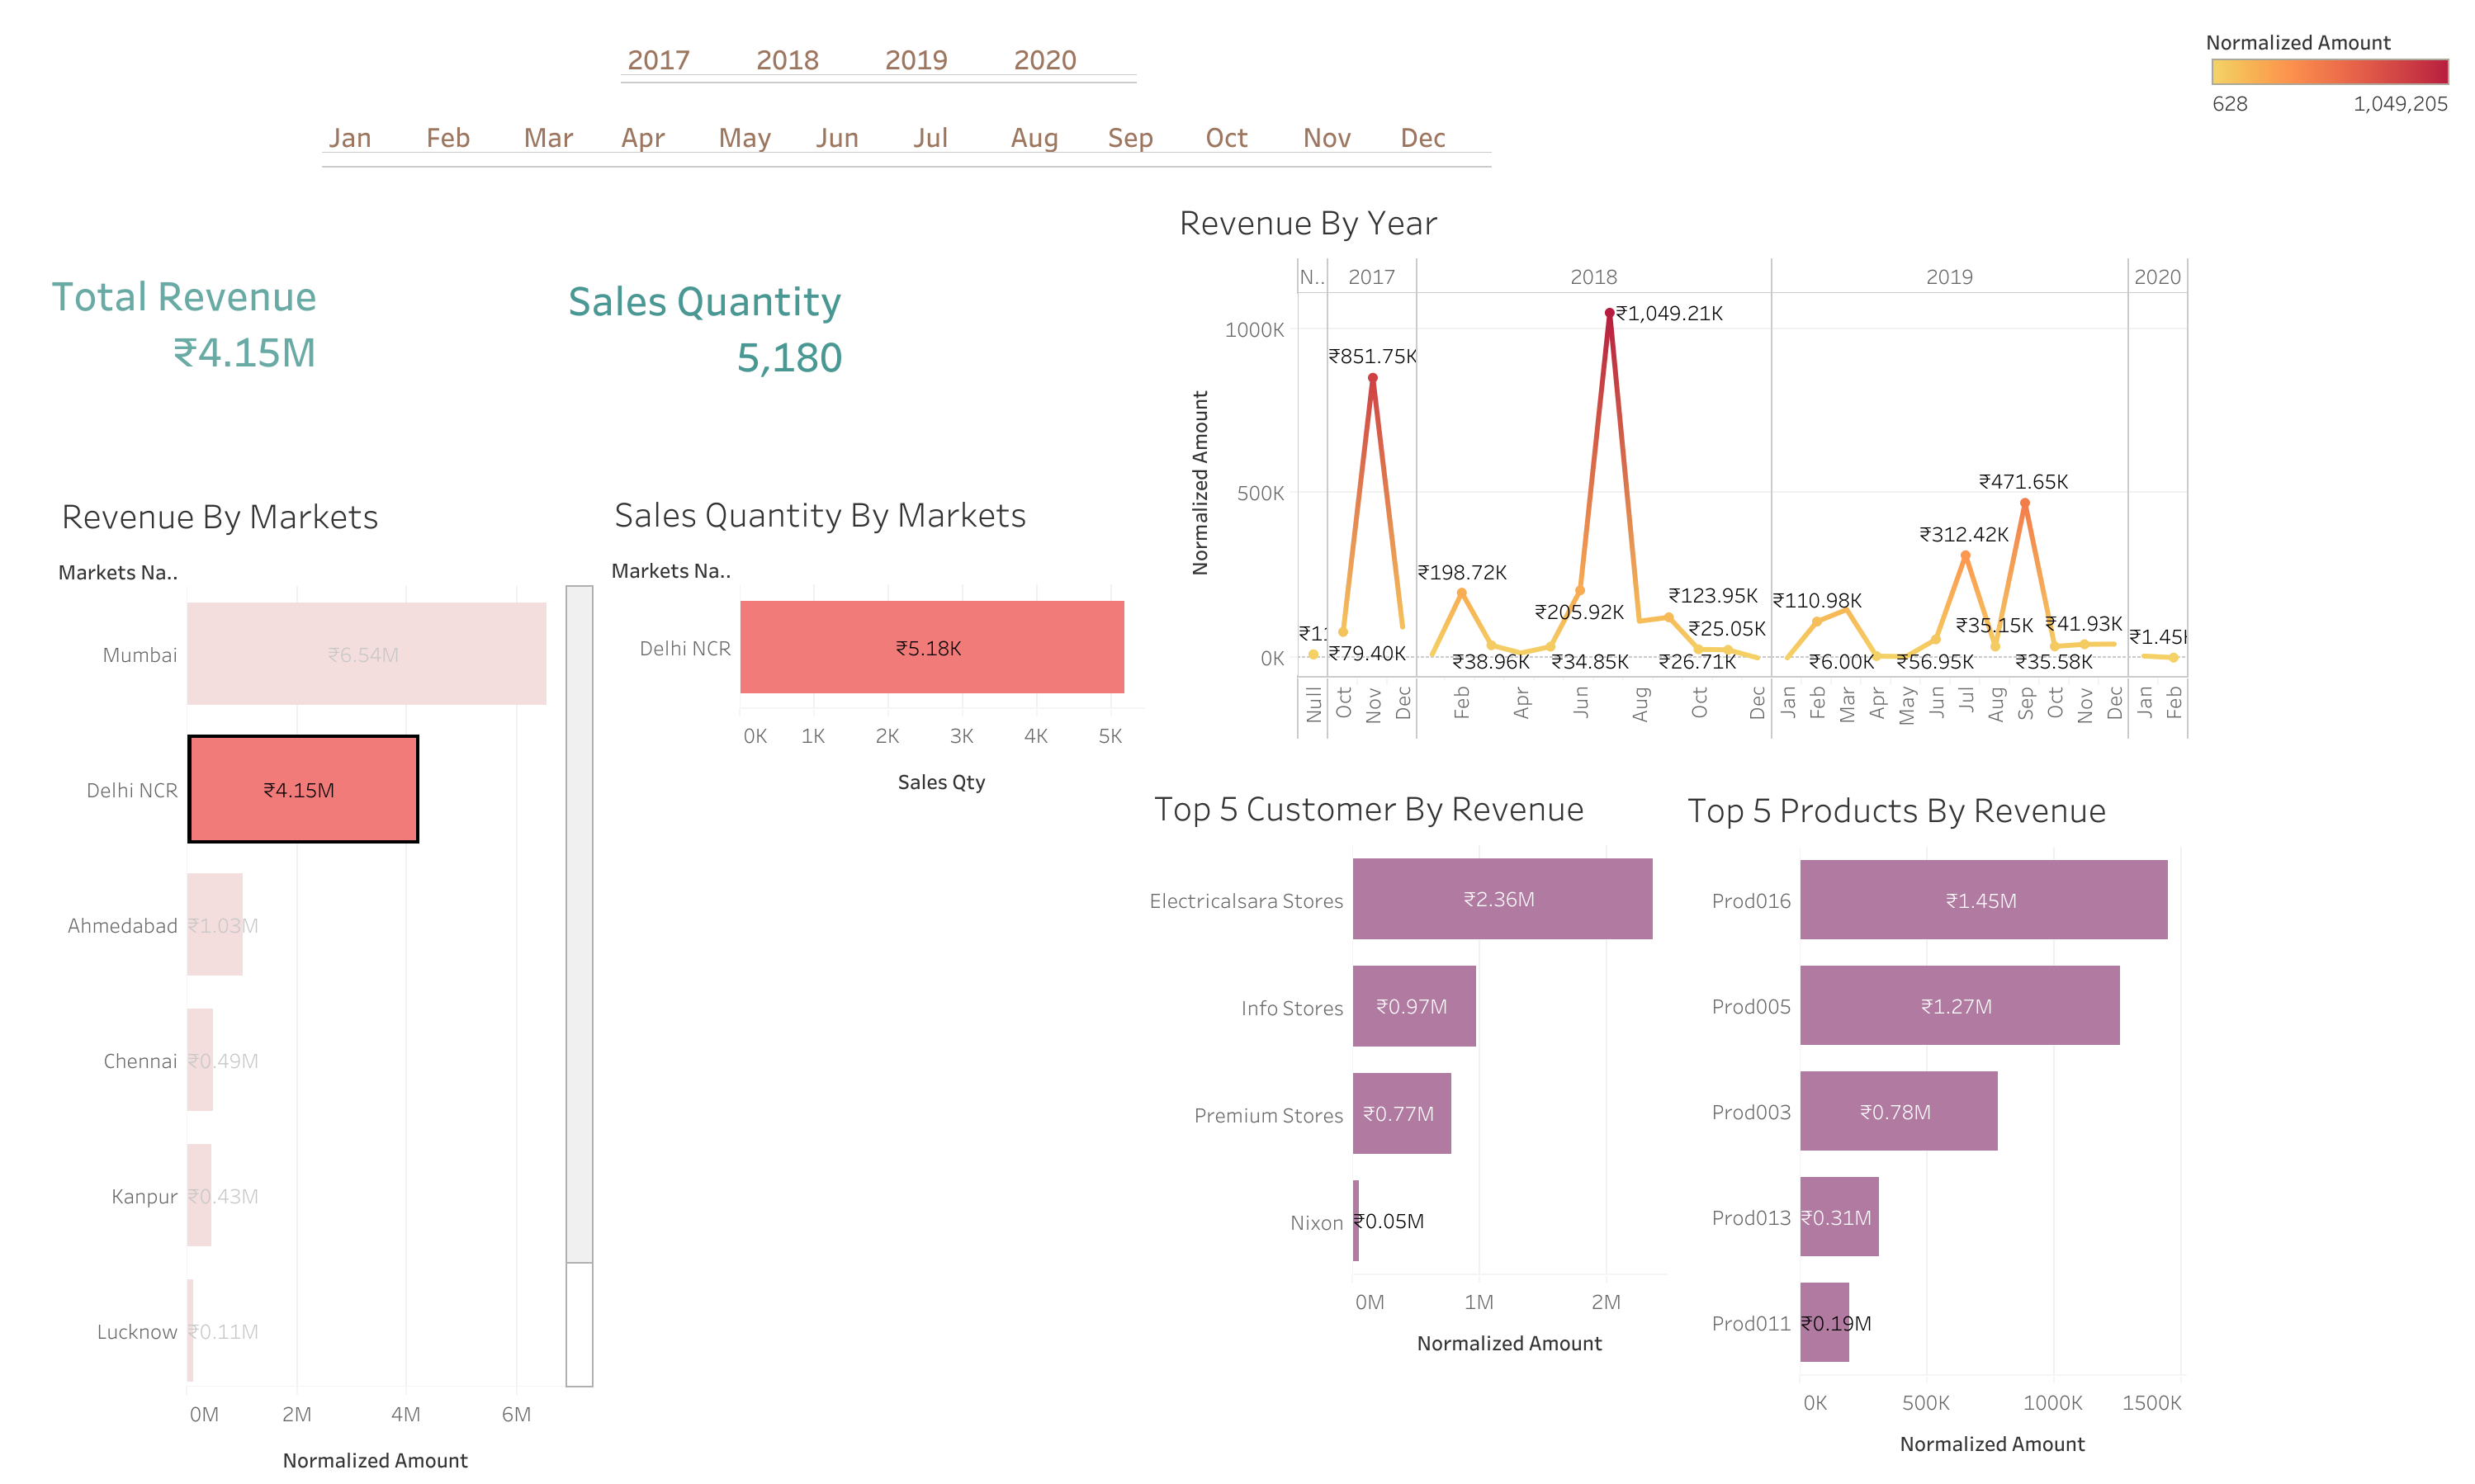 2017 2018 2019 2020
Normalized Amount
628 1,049,205
Jan Feb Mar Apr May Jun Jul Aug Sep Oct Nov Dec
Total Revenue
₹4.15M
Sales Quantity
5,180
Revenue By Year
N.. 2017 2018 2019 2020
Normalized Amount
1000K
500K
0K
₹1,049.21K
₹851.75K
₹471.65K
₹312.42K
₹198.72K
₹123.95K
₹110.98K
₹205.92K
₹25.05K
₹35.15K
₹41.93K
₹1.45K
₹79.40K
₹38.96K
₹34.85K
₹26.71K
₹6.00K
₹56.95K
₹35.58K
Null Oct Nov Dec Feb Apr Jun Aug Oct Dec Jan Feb Mar Apr May Jun Jul Aug Sep Oct Nov Dec Jan Feb
Revenue By Markets
Markets Na..
Mumbai ₹6.54M
Delhi NCR ₹4.15M
Ahmedabad ₹1.03M
Chennai ₹0.49M
Kanpur ₹0.43M
Lucknow ₹0.11M
0M 2M 4M 6M
Normalized Amount
Sales Quantity By Markets
Markets Na..
Delhi NCR ₹5.18K
0K 1K 2K 3K 4K 5K
Sales Qty
Top 5 Customer By Revenue
Electricalsara Stores ₹2.36M
Info Stores ₹0.97M
Premium Stores ₹0.77M
Nixon ₹0.05M
0M 1M 2M
Normalized Amount
Top 5 Products By Revenue
Prod016 ₹1.45M
Prod005 ₹1.27M
Prod003 ₹0.78M
Prod013 ₹0.31M
Prod011 ₹0.19M
0K 500K 1000K 1500K
Normalized Amount